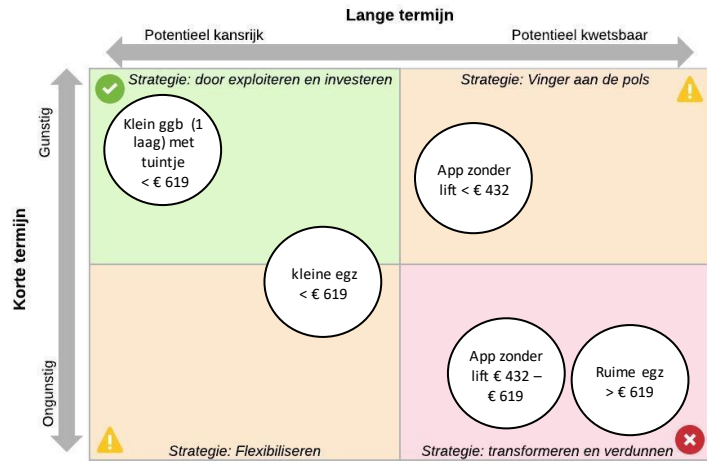 Lange termijn
Potentieel kansrijk
Potentieel kwetsbaar
Korte termijn
Gunstig
Ongunstig
Strategie: door exploiteren en investeren
Strategie: Vinger aan de pols
Klein ggb (1
laag) met
tuintje
< € 619
App zonder
lift < € 432
kleine egz
< € 619
App zonder
lift € 432 –
€ 619
Ruime egz
> € 619
Strategie: Flexibiliseren
Strategie: transformeren en verdunnen